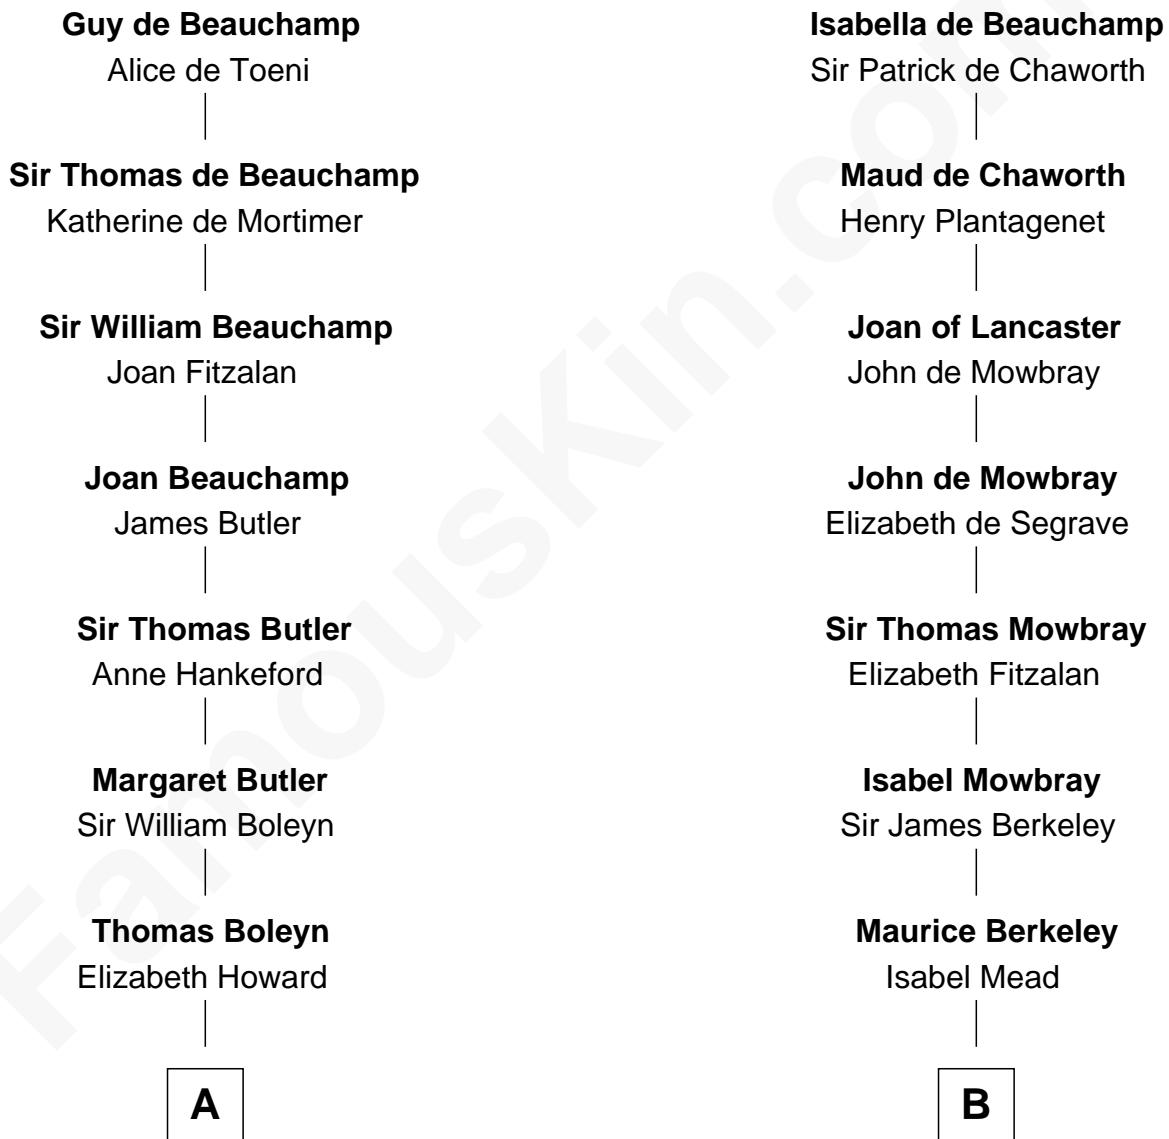 Guy de Beauchamp
Alice de Toeni
Sir Thomas de Beauchamp
Katherine de Mortimer
Sir William Beauchamp
Joan Fitzalan
Joan Beauchamp
James Butler
Sir Thomas Butler
Anne Hankeford
Margaret Butler
Sir William Boleyn
Thomas Boleyn
Elizabeth Howard
A
Isabella de Beauchamp
Sir Patrick de Chaworth
Maud de Chaworth
Henry Plantagenet
Joan of Lancaster
John de Mowbray
John de Mowbray
Elizabeth de Segrave
Sir Thomas Mowbray
Elizabeth Fitzalan
Isabel Mowbray
Sir James Berkeley
Maurice Berkeley
Isabel Mead
B
FamousKin.com